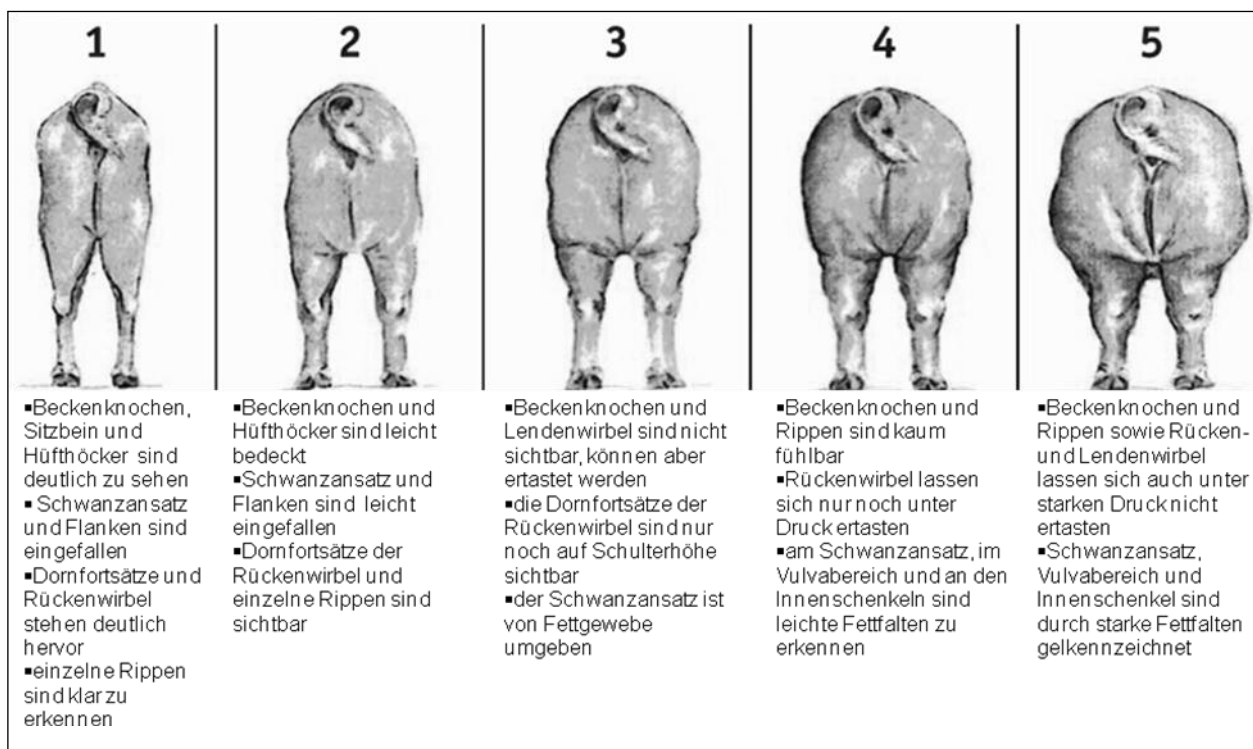 1
2
3
4
5
▪Beckenknochen,
Sitzbein und
Hüfthöcker sind
deutlich zu sehen
▪ Schwanzansatz
und Flanken sind
eingefallen
▪Dornfortsätze und
Rückenwirbel
stehen deutlich
hervor
▪einzelne Rippen
sind klar zu
erkennen
▪Beckenknochen und
Hüfthöcker sind leicht
bedeckt
▪Schwanzansatz und
Flanken sind leicht
eingefallen
▪Dornfortsätze der
Rückenwirbel und
einzelne Rippen sind
sichtbar
▪Beckenknochen und
Lendenwirbel sind nicht
sichtbar, können aber
ertastet werden
▪die Dornfortsätze der
Rückenwirbel sind nur
noch auf Schulterhöhe
sichtbar
▪der Schwanzansatz ist
von Fettgewebe
umgeben
▪Beckenknochen und
Rippen sind kaum
fühlbar
▪Rückenwirbel lassen
sich nur noch unter
Druck ertasten
▪am Schwanzansatz, im
Vulvabereich und an den
Innenschenkeln sind
leichte Fettfalten zu
erkennen
▪Beckenknochen und
Rippen sowie Rücken-
und Lendenwirbel
lassen sich auch unter
starken Druck nicht
ertasten
▪Schwanzansatz,
Vulvabereich und
Innenschenkel sind
durch starke Fettfalten
gelkennzeichnet